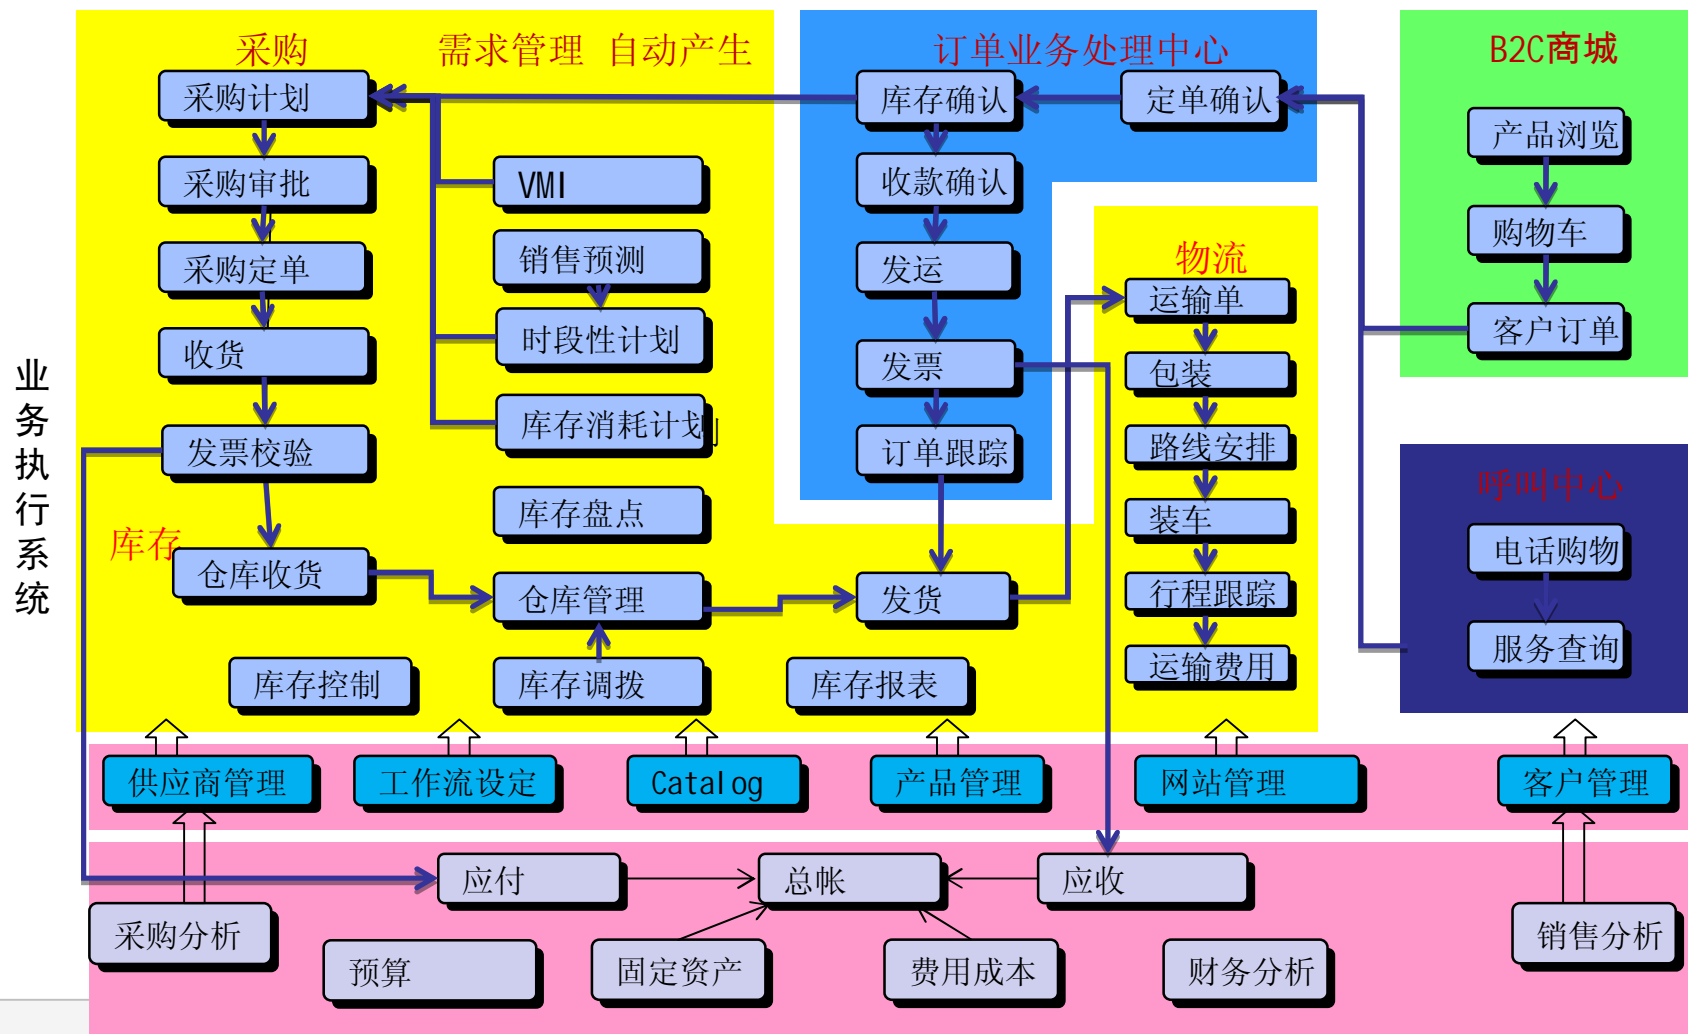 业务执行系统
采购
需求管理 自动产生
订单业务处理中心
B2C商城
采购计划
采购审批
采购定单
收货
发票校验
库存
仓库收货
VMI
销售预测
时段性计划
库存消耗计划
库存盘点
仓库管理
库存控制
库存调拨
库存报表
库存确认
定单确认
收款确认
发运
发票
订单跟踪
发货
物流
运输单
包装
路线安排
装车
行程跟踪
运输费用
产品浏览
购物车
客户订单
呼叫中心
电话购物
服务查询
供应商管理
工作流设定
Catalog
产品管理
网站管理
客户管理
应付
总帐
应收
采购分析
预算
固定资产
费用成本
财务分析
销售分析